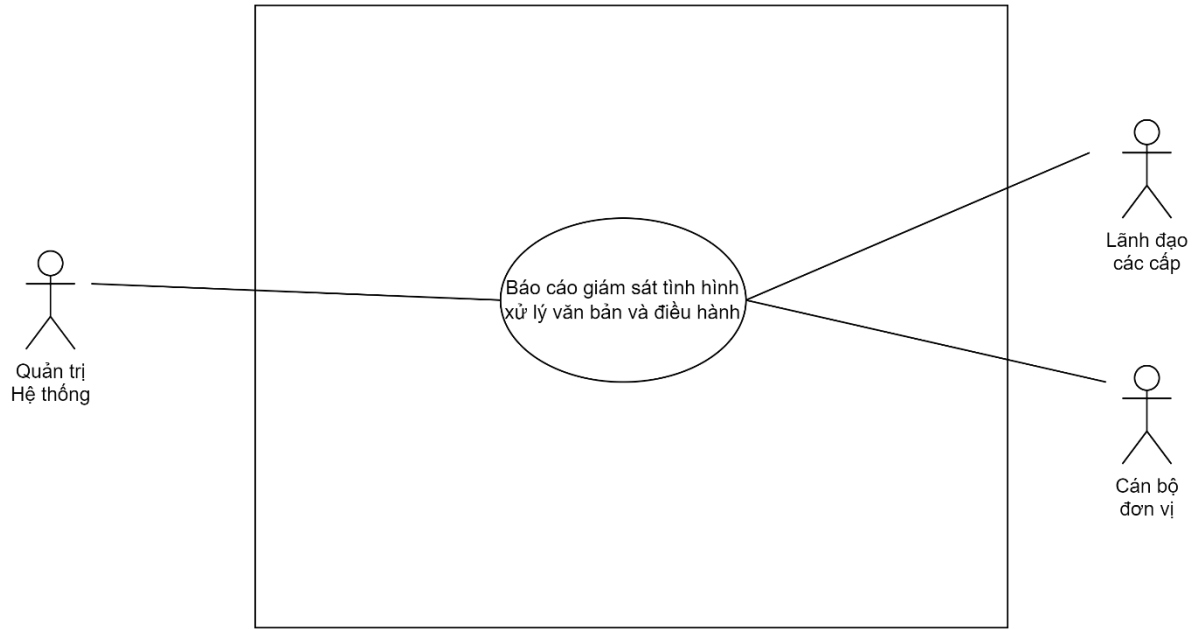 Báo cáo giám sát tình hình
xử lý văn bản và điều hành
Quản trị
Hệ thống
Lãnh đạo
các cấp
Cán bộ
đơn vị